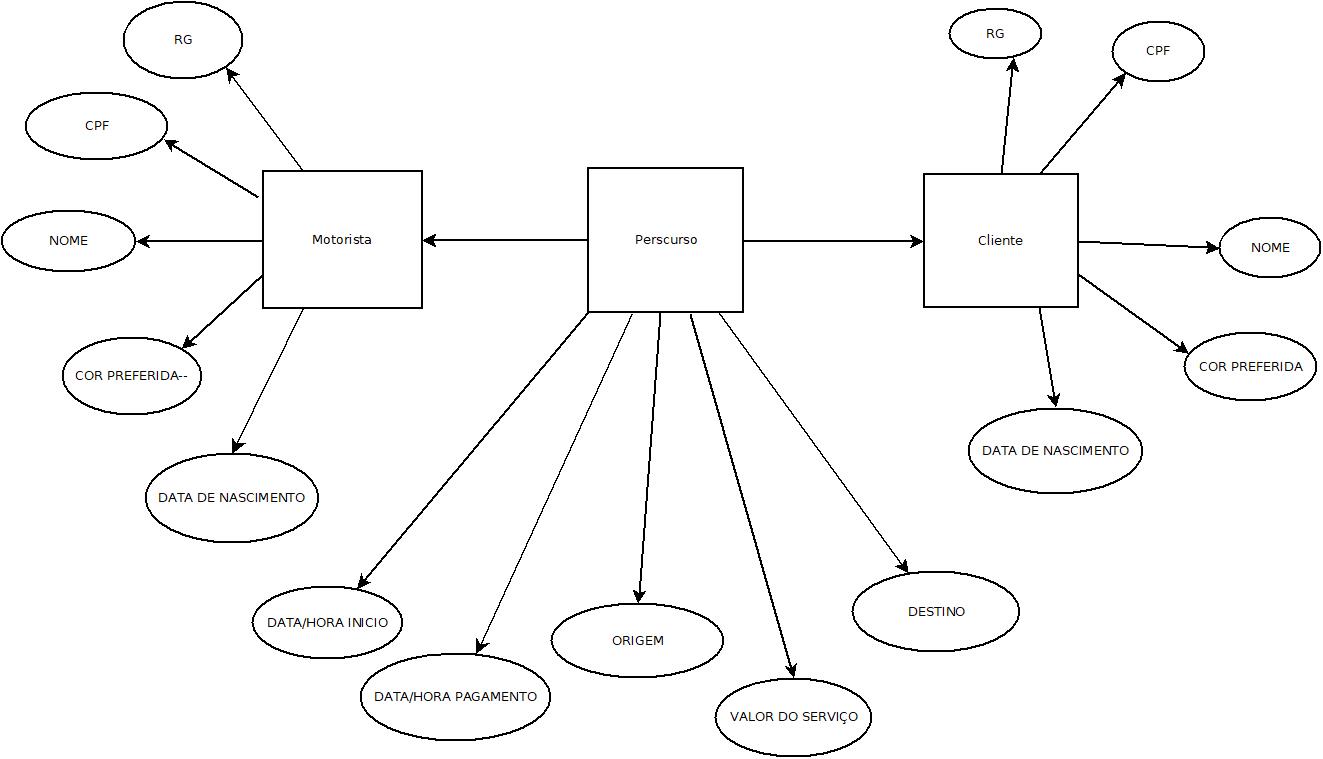 RG
RG
CPF
CPF
NOME
Motorista
Perscurso
Cliente
NOME
COR PREFERIDA--
COR PREFERIDA
DATA DE NASCIMENTO
DATA DE NASCIMENTO
DATA/HORA INICIO
DATA/HORA PAGAMENTO
ORIGEM
VALOR DO SERVIÇO
DESTINO